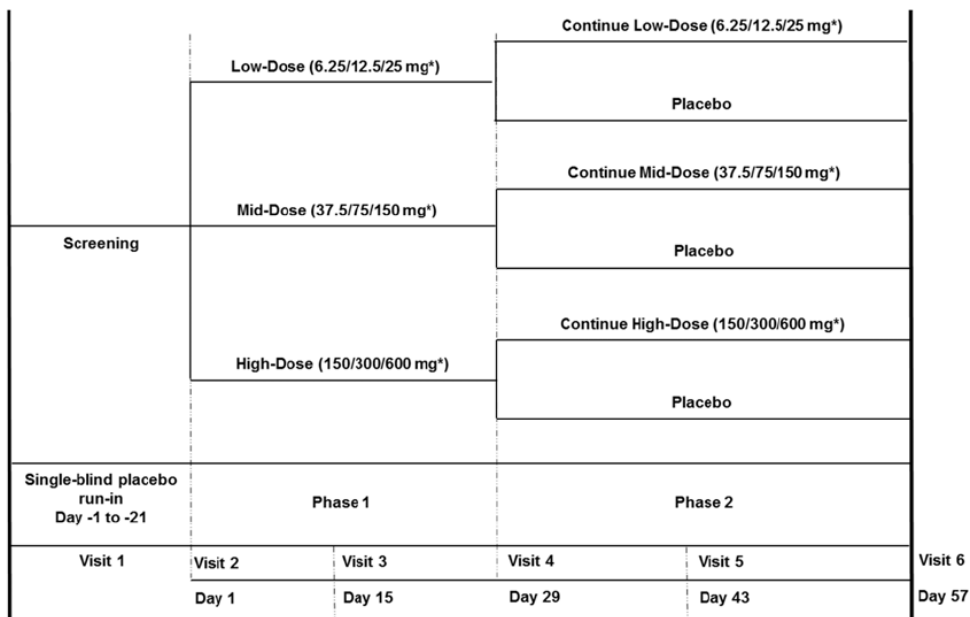 Continue Low-Dose (6.25/12.5/25 mg*)
Low-Dose (6.25/12.5/25 mg*)
Placebo
Continue Mid-Dose (37.5/75/150 mg*)
Mid-Dose (37.5/75/150 mg*)
Screening
Placebo
Continue High-Dose (150/300/600 mg*)
High-Dose (150/300/600 mg*)
Placebo
Single-blind placebo
run-in
Day -1 to -21
Phase 1
Phase 2
Visit 1
Visit 2
Visit 3
Visit 4
Visit 5
Visit 6
Day 1
Day 15
Day 29
Day 43
Day 57